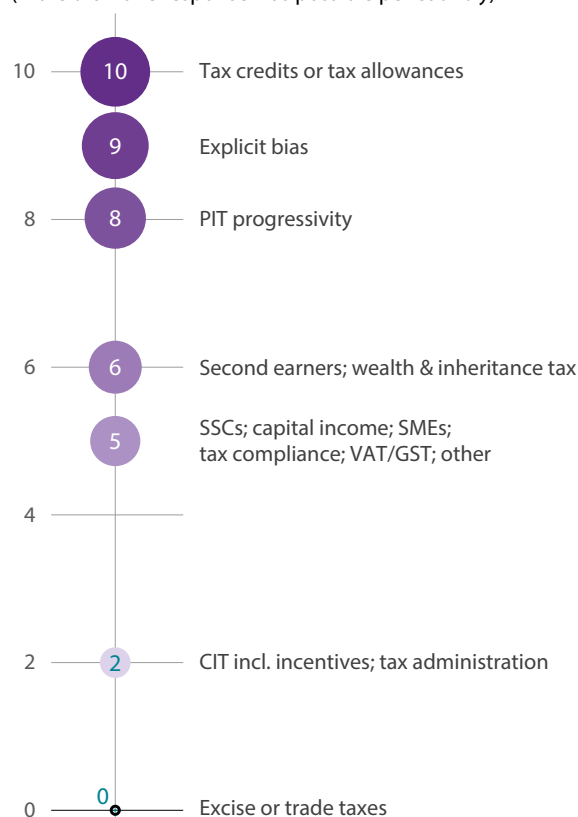 10 10 Tax credits or tax allowances
9 Explicit bias
8 8 PIT progressivity
6 6 Second earners; wealth & inheritance tax
5 SSCs; capital income; SMEs;
tax compliance; VAT/GST; other
4
2 2 CIT incl. incentives; tax administration
0
0 Excise or trade taxes